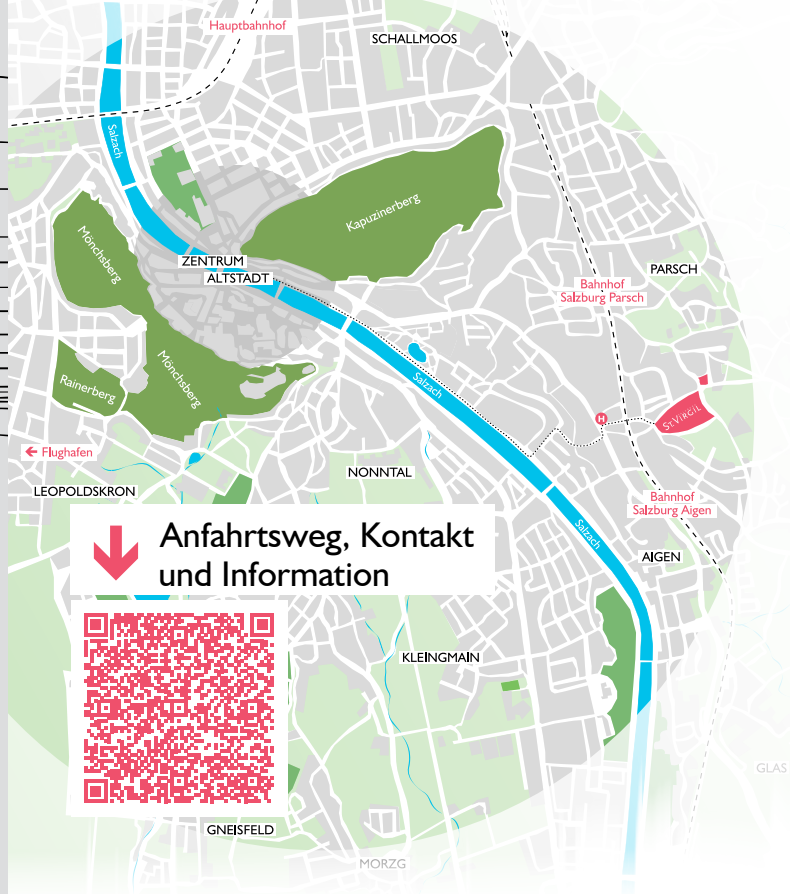 Hauptbahnhof
SCHALLMOOS
Salzach
Kapuzinerberg
Mönchsberg
ZENTRUM
ALTSTADT
PARSCH
Bahnhof
Salzburg Parsch
Mönchsberg
Rainerberg
Salzach
ST. VIRGIL
H
← Flughafen
NONNTAL
LEOPOLDSKRON
Bahnhof
Salzburg Aigen
Anfahrtsweg, Kontakt
und Information
Salzach
AIGEN
KLEINGMAIN
GLAS
GNEISFELD
MORZG